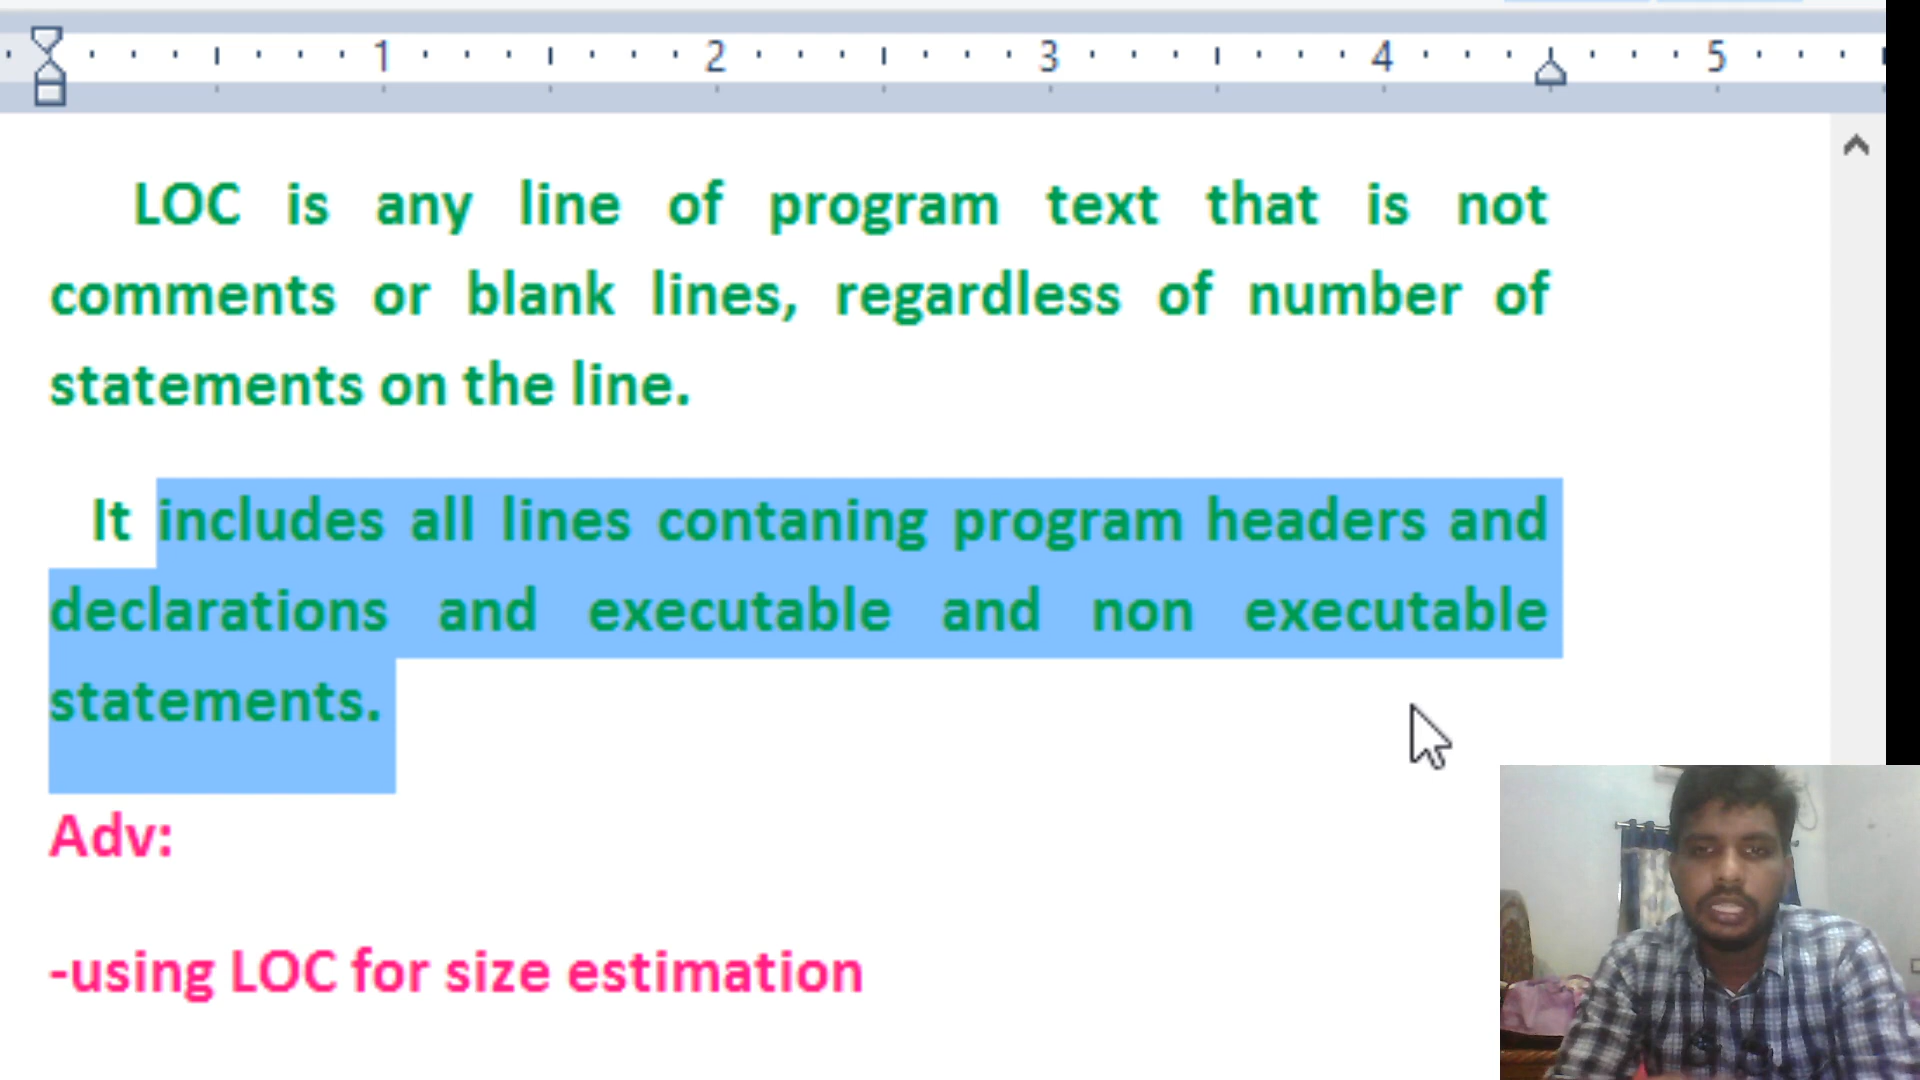 1 2 3 4 5
LOC is any line of program text that is not
comments or blank lines, regardless of number of
statements on the line.
It includes all lines contaning program headers and
declarations and executable and non executable
statements.
Adv:
-using LOC for size estimation